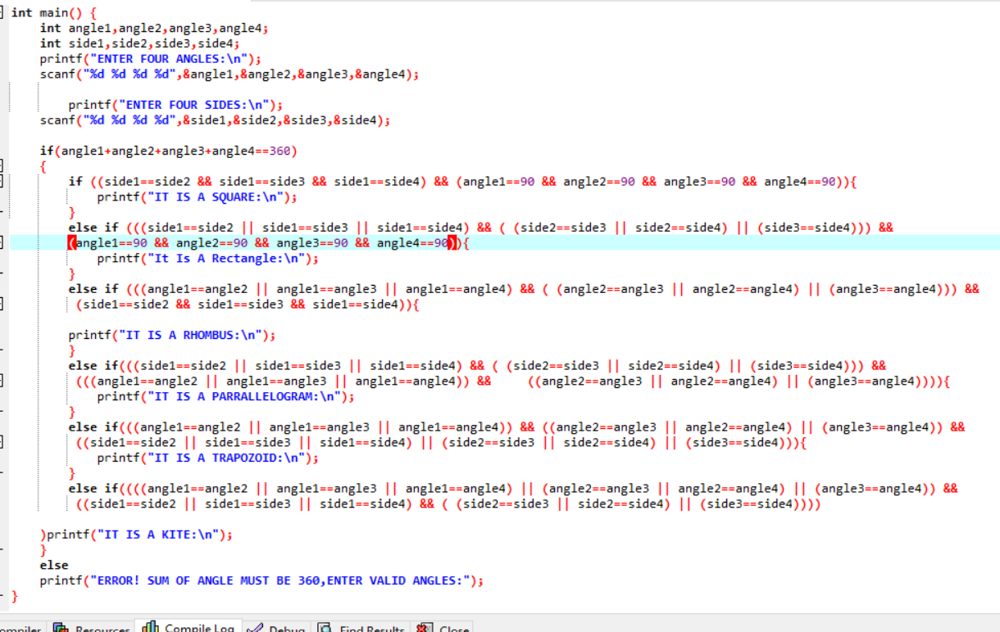 int main() {
int angle1,angle2,angle3,angle4;
int side1,side2,side3,side4;
printf("ENTER FOUR ANGLES:\n");
scanf("%d %d %d %d",&angle1,&angle2,&angle3,&angle4);
printf("ENTER FOUR SIDES:\n");
scanf("%d %d %d %d",&side1,&side2,&side3,&side4);
if(angle1+angle2+angle3+angle4==360)
{
if ((side1==side2 && side1==side3 && side1==side4) && (angle1==90 && angle2==90 && angle3==90 && angle4==90)){
printf("IT IS A SQUARE:\n");
}
else if (((side1==side2 || side1==side3 || side1==side4) && ( (side2==side3 || side2==side4) || (side3==side4))) &&
(angle1==90 && angle2==90 && angle3==90 && angle4==90)){
printf("It Is A Rectangle:\n");
}
else if (((angle1==angle2 || angle1==angle3 || angle1==angle4) && ( (angle2==angle3 || angle2==angle4) || (angle3==angle4))) &&
(side1==side2 && side1==side3 && side1==side4)){
printf("IT IS A RHOMBUS:\n");
}
else if(((side1==side2 || side1==side3 || side1==side4) && ( (side2==side3 || side2==side4) || (side3==side4))) &&
(((angle1==angle2 || angle1==angle3 || angle1==angle4)) && ((angle2==angle3 || angle2==angle4) || (angle3==angle4)))){
printf("IT IS A PARRALLELOGRAM:\n");
}
else if(((angle1==angle2 || angle1==angle3 || angle1==angle4)) && ((angle2==angle3 || angle2==angle4) || (angle3==angle4)) &&
((side1==side2 || side1==side3 || side1==side4) || (side2==side3 || side2==side4) || (side3==side4))){
printf("IT IS A TRAPOZOID:\n");
}
else if((((angle1==angle2 || angle1==angle3 || angle1==angle4) || (angle2==angle3 || angle2==angle4) || (angle3==angle4)) &&
((side1==side2 || side1==side3 || side1==side4) && ( (side2==side3 || side2==side4) || (side3==side4))))
)printf("IT IS A KITE:\n");
}
else
printf("ERROR! SUM OF ANGLE MUST BE 360,ENTER VALID ANGLES:");
}
ompiler Resources Compile Log Debug Find Results Close